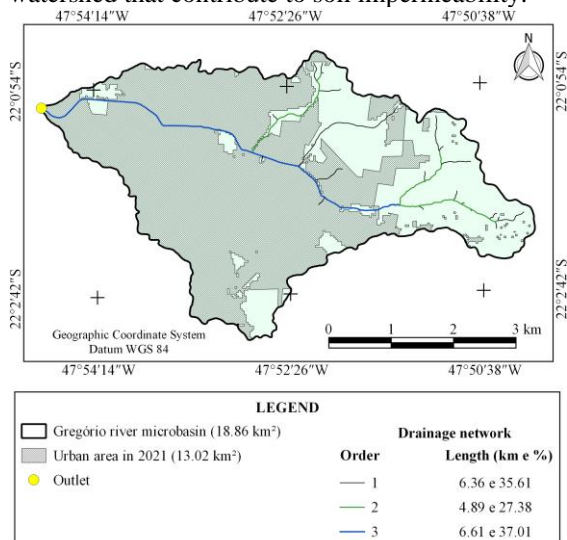 watershed that contribute to soil impermeability.
47°54'14"W 47°52'26"W 47°50'38"W
N
22°0'54"S 22°0'54"S
22°2'42"S 22°2'42"S
0 1 2 3 km
Geographic Coordinate System
Datum WGS 84
47°54'14"W 47°52'26"W 47°50'38"W
LEGEND
Gregório river microbasin (18.86 km²)
Urban area in 2021 (13.02 km²)
Outlet
Drainage network
Order Length (km e %)
1 6.36 e 35.61
2 4.89 e 27.38
3 6.61 e 37.01